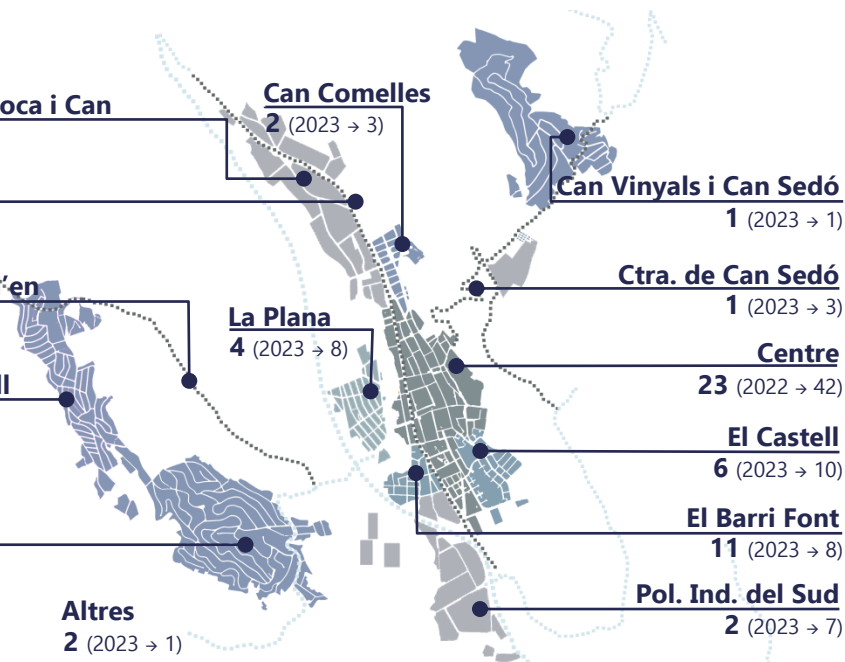 oca i Can
Can Comelles
2 (2023 → 3)
Can Vinyals i Can Sedó
1 (2023 → 1)
'en
Ctra. de Can Sedó
1 (2023 → 3)
La Plana
4 (2023 → 8)
Centre
23 (2022 → 42)
ll
El Castell
6 (2023 → 10)
El Barri Font
11 (2023 → 8)
Pol. Ind. del Sud
2 (2023 → 7)
Altres
2 (2023 → 1)